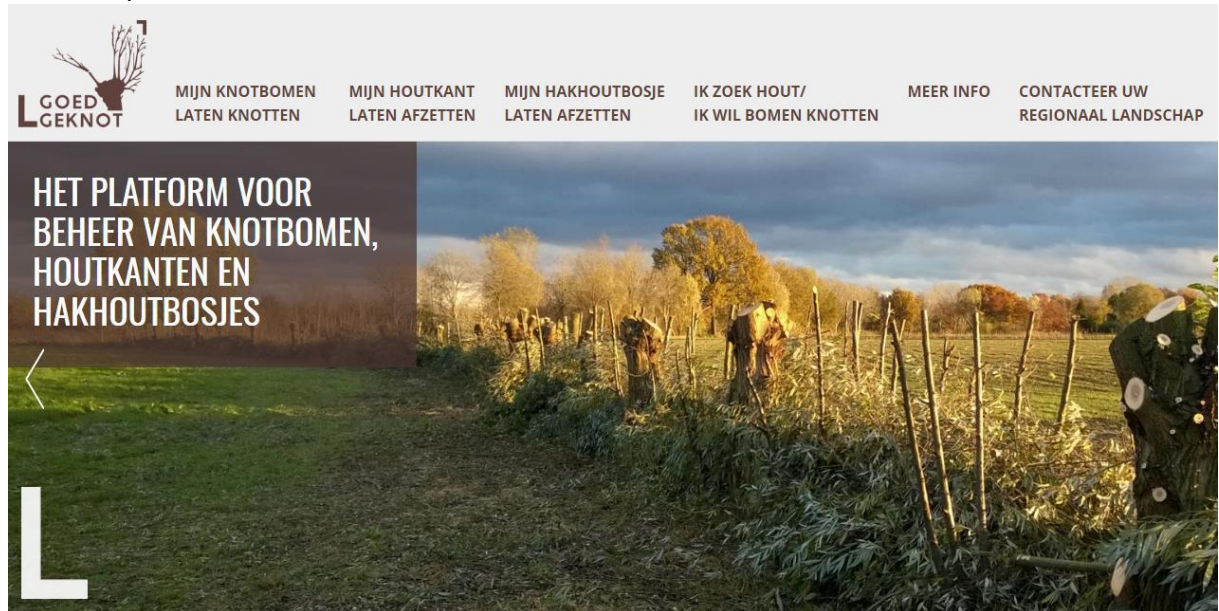 GOED
GEKNOT
MIJN KNOTBOMEN
LATEN KNOTTEN
MIJN HOUTKANT
LATEN AFZETTEN
MIJN HAKHOUTBOSJE
LATEN AFZETTEN
IK ZOEK HOUT/
IK WIL BOMEN KNOTTEN
MEER INFO
CONTACTEER UW
REGIONAAL LANDSCHAP
HET PLATFORM VOOR
BEHEER VAN KNOTBOMEN,
HOUTKANTEN EN
HAKHOUTBOSJES